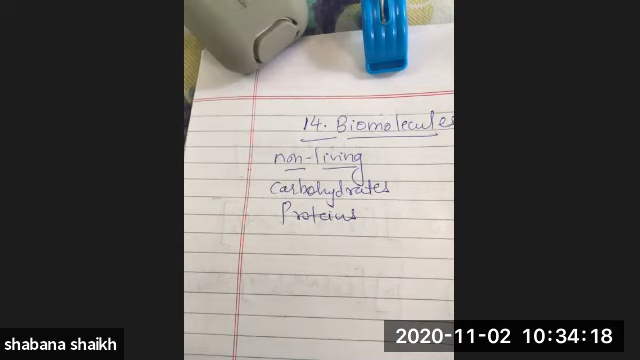 14. Biomolecules
non-living
Carbohydrates
Proteins
shabana shaikh
2020-11-02 10:34:18